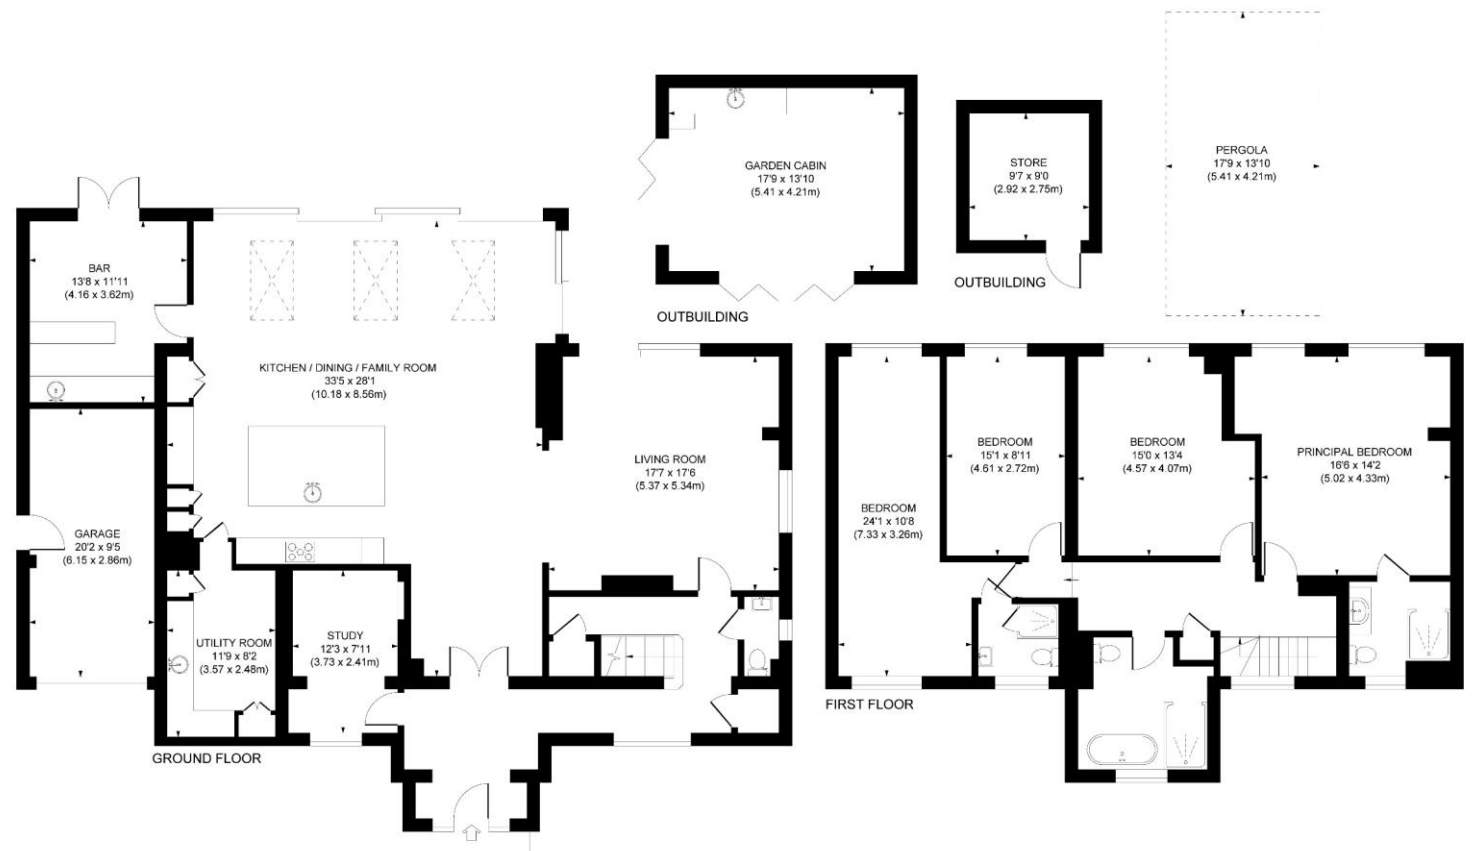 BAR
13'8 x 11'11
(4.16 x 3.62m)
KITCHEN / DINING / FAMILY ROOM
33'5 x 28'1
(10.18 x 8.56m)
GARAGE
20'2 x 9'5
(6.15 x 2.86m)
UTILITY ROOM
11'9 x 8'2
(3.57 x 2.48m)
STUDY
12'3 x 7'11
(3.73 x 2.41m)
LIVING ROOM
17'7 x 17'6
(5.37 x 5.34m)
GROUND FLOOR
GARDEN CABIN
17'9 x 13'10
(5.41 x 4.21m)
OUTBUILDING
STORE
9'7 x 9'0
(2.92 x 2.75m)
OUTBUILDING
PERGOLA
17'9 x 13'10
(5.41 x 4.21m)
BEDROOM
24'1 x 10'8
(7.33 x 3.26m)
BEDROOM
15'1 x 8'11
(4.61 x 2.72m)
BEDROOM
15'0 x 13'4
(4.57 x 4.07m)
PRINCIPAL BEDROOM
16'6 x 14'2
(5.02 x 4.33m)
FIRST FLOOR